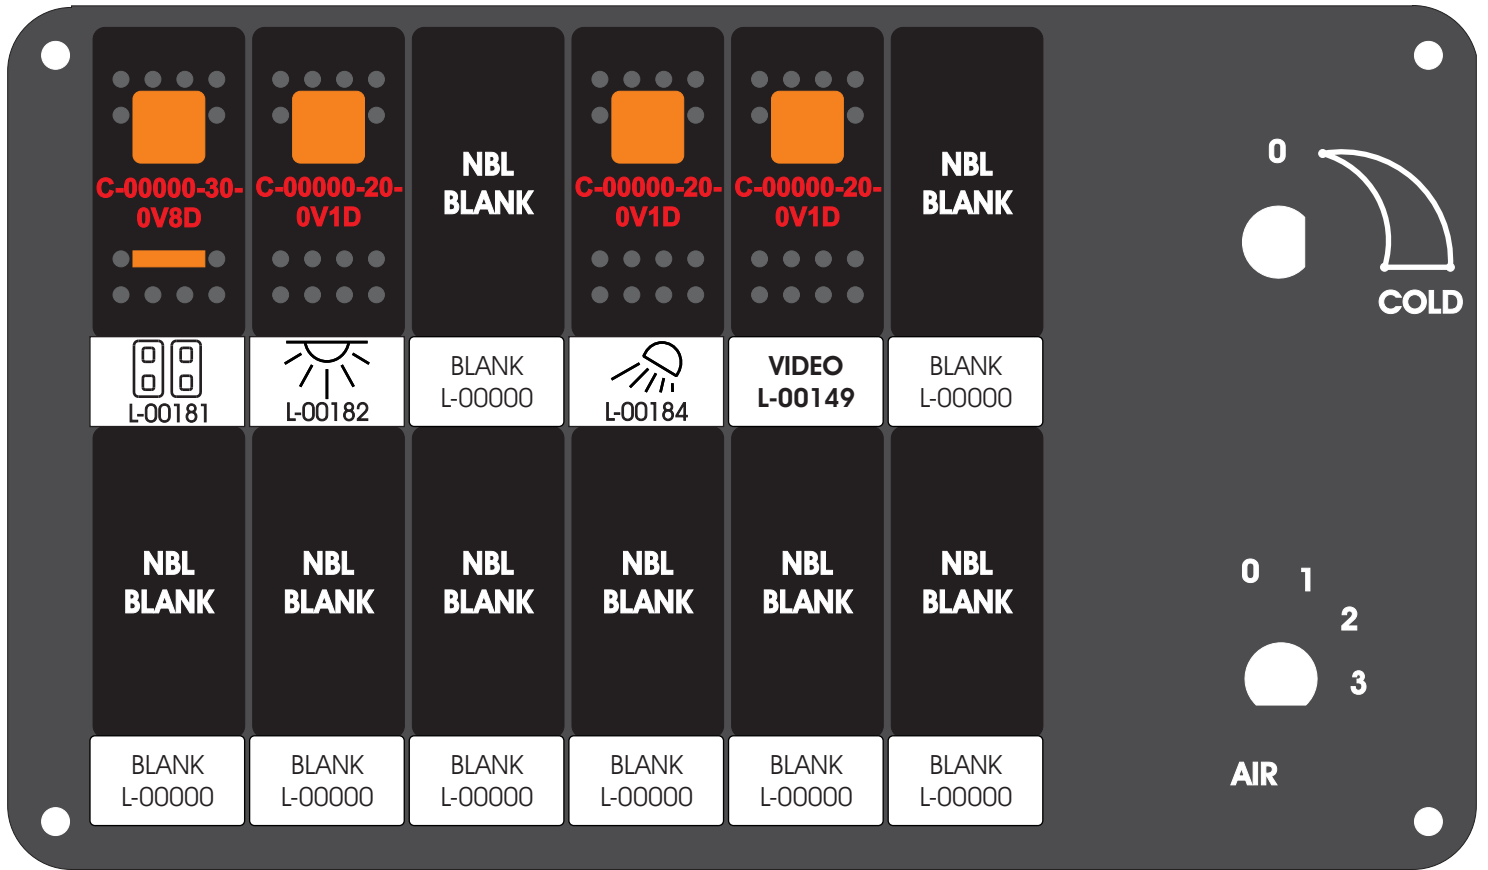 C-00000-30-
0V8D
C-00000-20-
0V1D
NBL
BLANK
C-00000-20-
0V1D
C-00000-20-
0V1D
NBL
BLANK
L-00181
L-00182
BLANK
L-00000
L-00184
VIDEO
L-00149
BLANK
L-00000
NBL
BLANK
NBL
BLANK
NBL
BLANK
NBL
BLANK
NBL
BLANK
NBL
BLANK
BLANK
L-00000
BLANK
L-00000
BLANK
L-00000
BLANK
L-00000
BLANK
L-00000
BLANK
L-00000
0
COLD
0
1
2
3
AIR